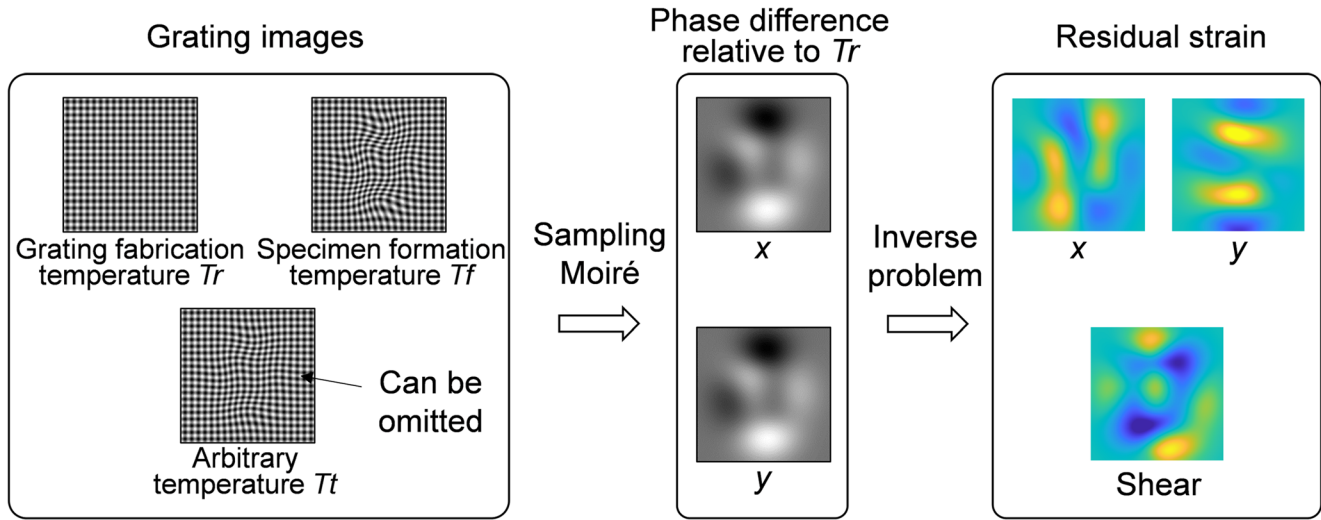 Grating images
Grating fabrication
temperature Tr
Specimen formation
temperature Tf
Can be
omitted
Arbitrary
temperature Tt
Sampling
Moiré
Phase difference
relative to Tr
x
y
Inverse
problem
Residual strain
x
y
Shear